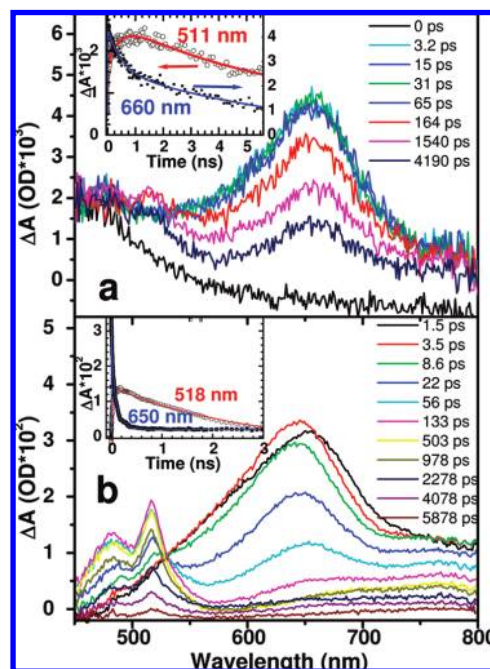 6
5
4
3
2
1
0
ΔA (OD*10³)
a
2
0
ΔA*10³
4
3
2
1
0
511 nm
660 nm
0 1 2 3 4 5
Time (ns)
0 ps
3.2 ps
15 ps
31 ps
65 ps
164 ps
1540 ps
4190 ps
5
4
3
2
1
0
ΔA (OD*10²)
b
3
2
1
0
ΔA*10²
518 nm
650 nm
0 1 2 3
Time (ns)
1.5 ps
3.5 ps
8.6 ps
22 ps
56 ps
133 ps
503 ps
978 ps
2278 ps
4078 ps
5878 ps
500 600 700 800
Wavelength (nm)